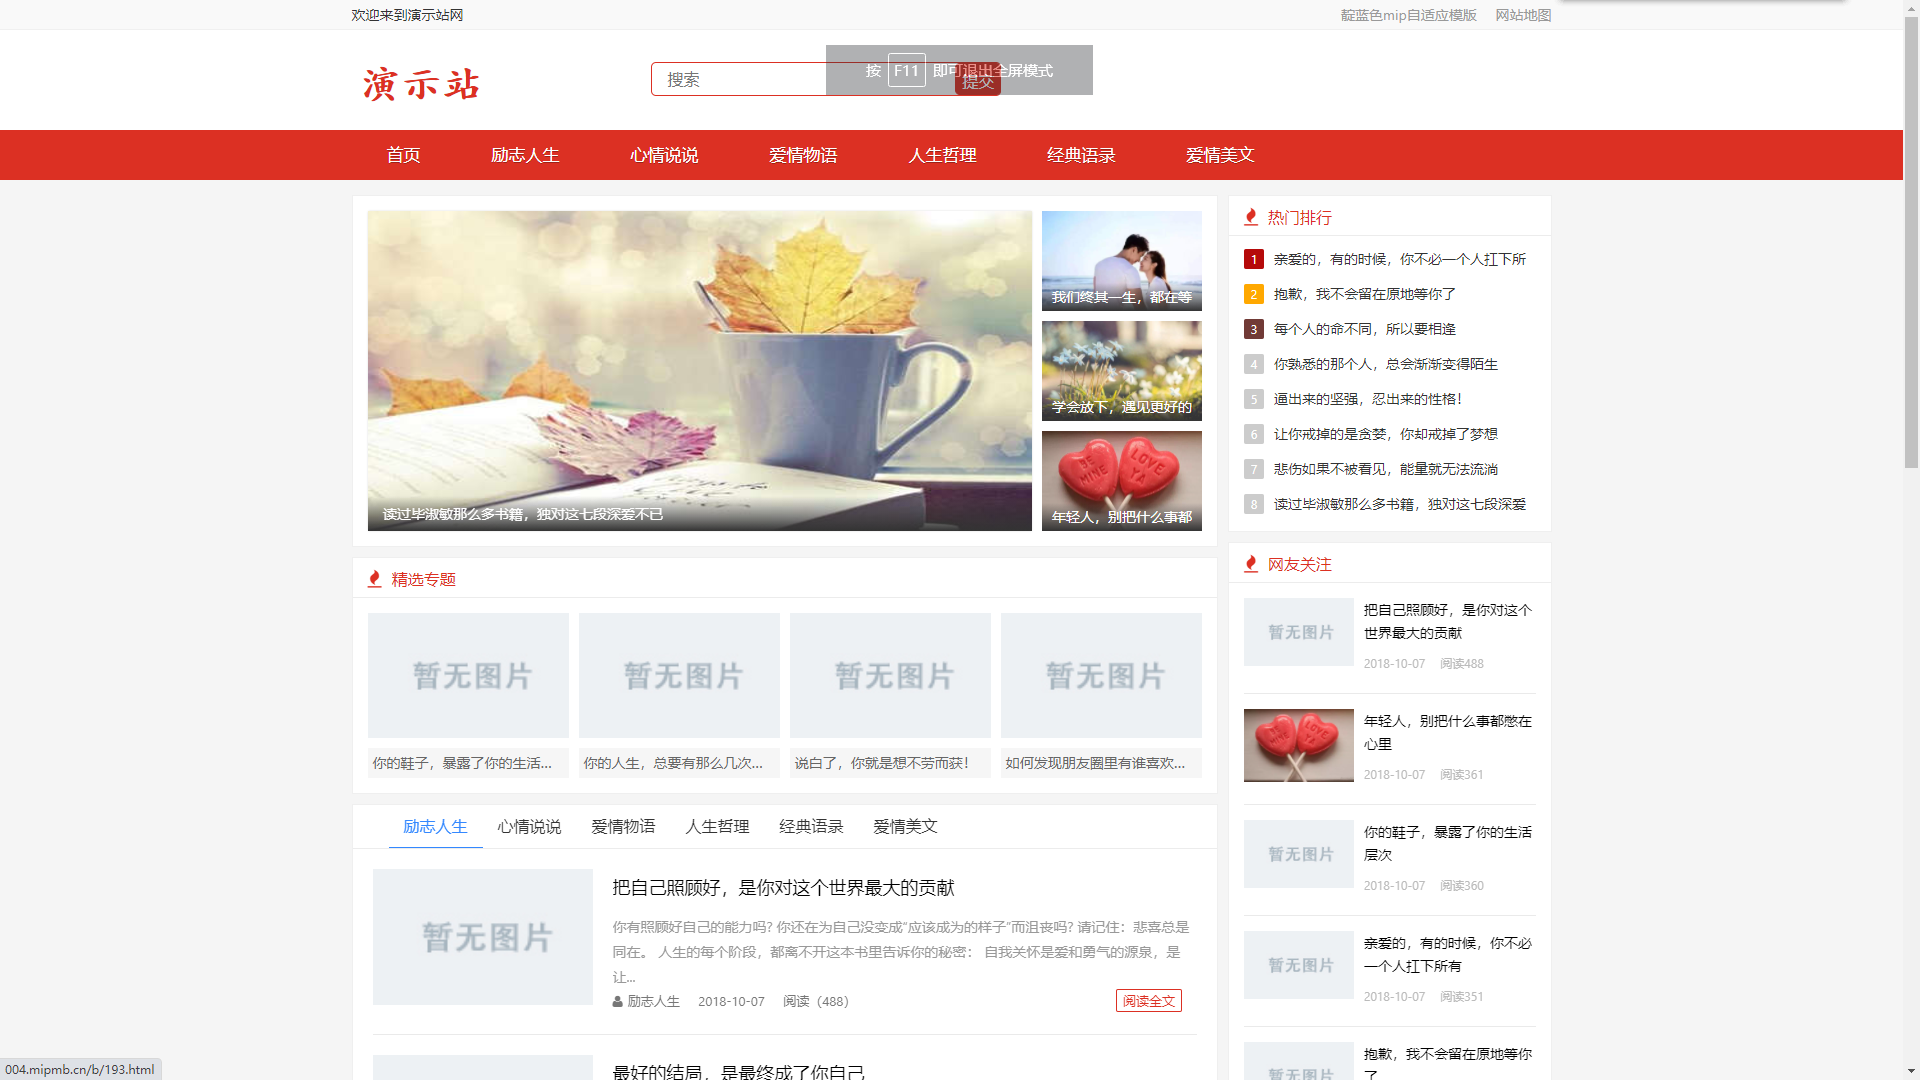 欢迎来到演示站网
靛蓝色mip自适应模版 网站地图
演示站
搜索
提交
按 F11 即可退出全屏模式
首页 励志人生 心情说说 爱情物语 人生哲理 经典语录 爱情美文
读过毕淑敏那么多书籍，独对这七段深爱不已
我们终其一生，都在等
学会放下，遇见更好的
BE MINE
LOVE YA
年轻人，别把什么事都
热门排行
1 亲爱的，有的时候，你不必一个人扛下所
2 抱歉，我不会留在原地等你了
3 每个人的命不同，所以要相逢
4 你熟悉的那个人，总会渐渐变得陌生
5 逼出来的坚强，忍出来的性格！
6 让你戒掉的是贪婪，你却戒掉了梦想
7 悲伤如果不被看见，能量就无法流淌
8 读过毕淑敏那么多书籍，独对这七段深爱
精选专题
暂无图片 暂无图片 暂无图片 暂无图片
你的鞋子，暴露了你的生活...
你的人生，总要有那么几次...
说白了，你就是想不劳而获！
如何发现朋友圈里有谁喜欢...
励志人生 心情说说 爱情物语 人生哲理 经典语录 爱情美文
暂无图片
把自己照顾好，是你对这个世界最大的贡献
你有照顾好自己的能力吗? 你还在为自己没变成“应该成为的样子”而沮丧吗? 请记住：悲喜总是
同在。 人生的每个阶段，都离不开这本书里告诉你的秘密： 自我关怀是爱和勇气的源泉，是
让...
励志人生 2018-10-07 阅读（488） 阅读全文
最好的结局，是最终成了你自己
网友关注
暂无图片
把自己照顾好，是你对这个
世界最大的贡献
2018-10-07 阅读488
年轻人，别把什么事都憋在
心里
2018-10-07 阅读361
暂无图片
你的鞋子，暴露了你的生活
层次
2018-10-07 阅读360
暂无图片
亲爱的，有的时候，你不必
一个人扛下所有
2018-10-07 阅读351
暂无图片
抱歉，我不会留在原地等你
了
004.mipmb.cn/b/193.html